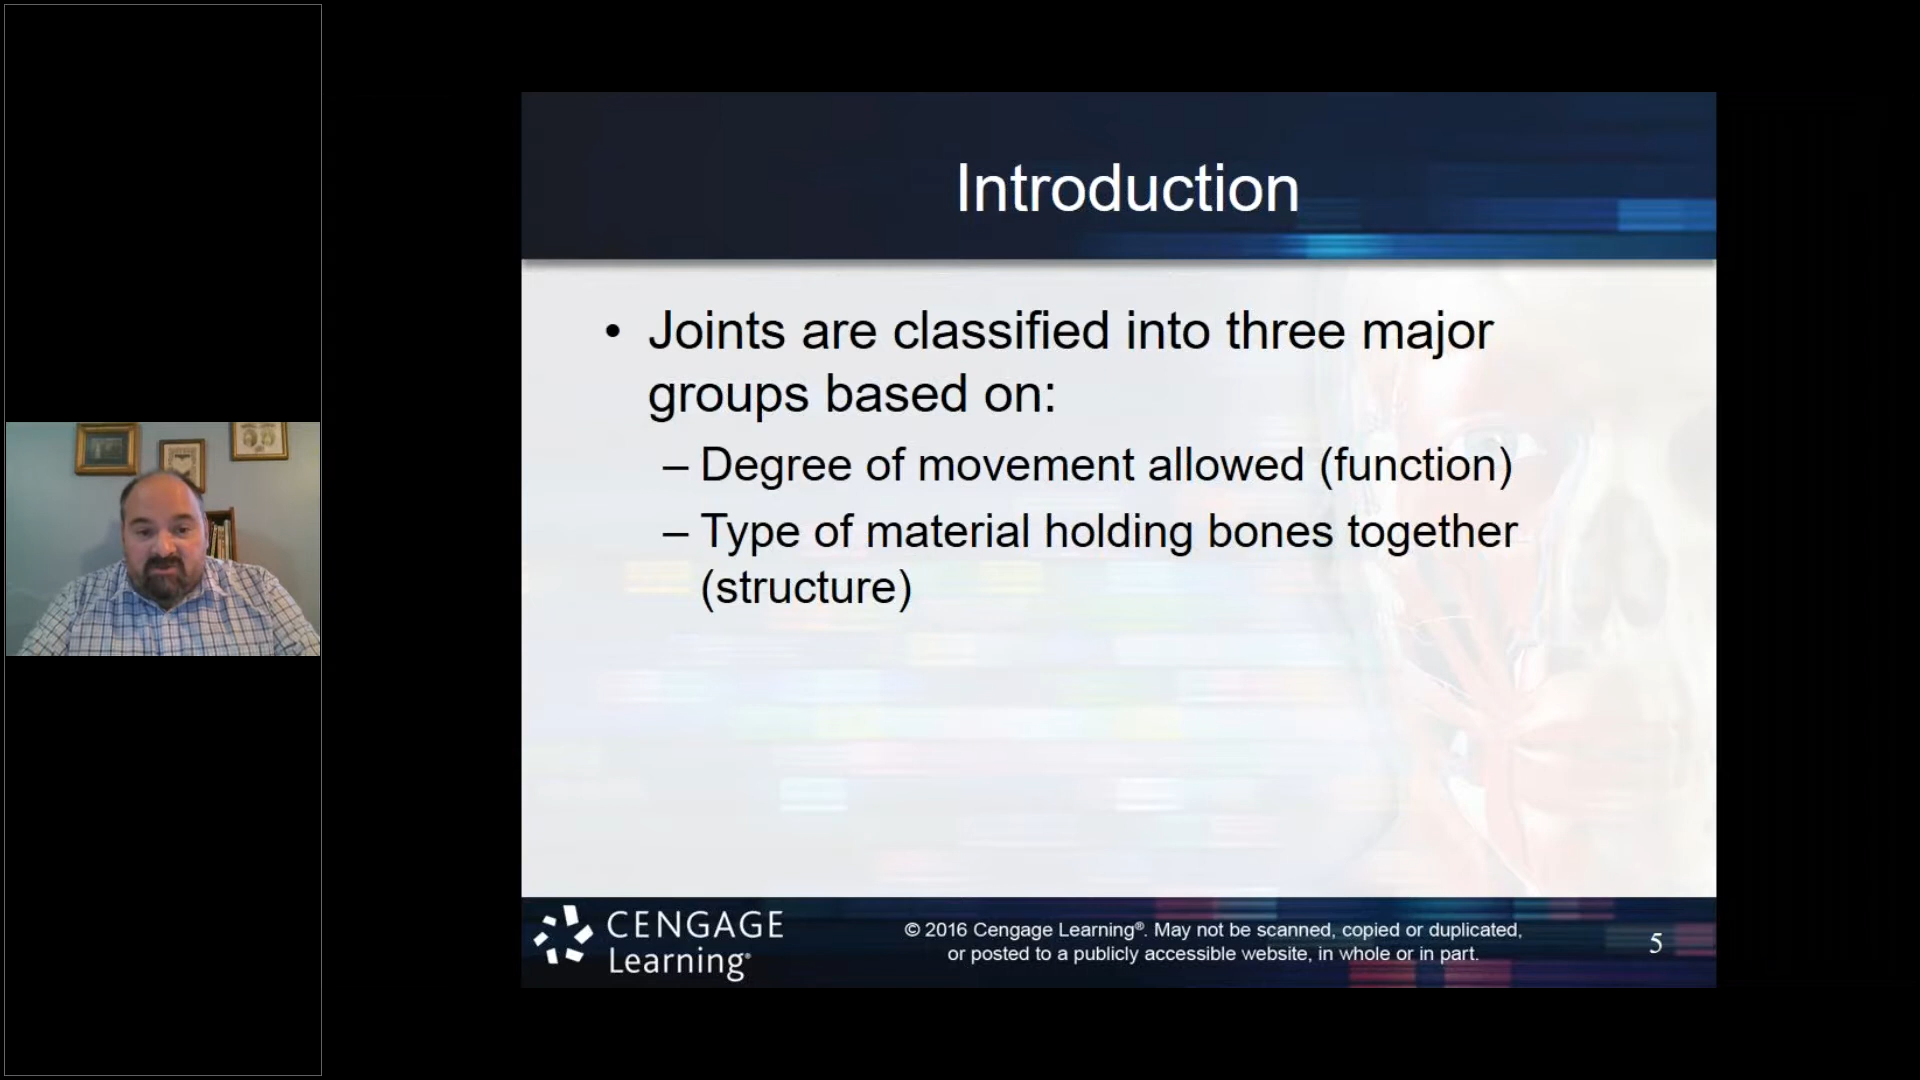 Introduction
• Joints are classified into three major
groups based on:
– Degree of movement allowed (function)
– Type of material holding bones together
(structure)
CENGAGE
Learning®
© 2016 Cengage Learning®. May not be scanned, copied or duplicated,
or posted to a publicly accessible website, in whole or in part.
5